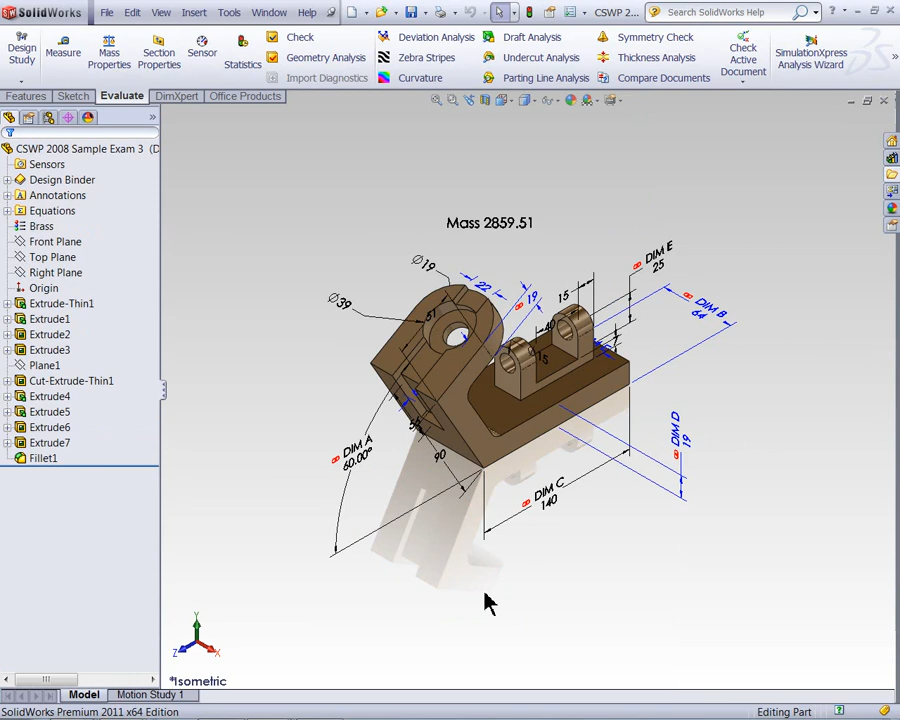 SolidWorks File Edit View Insert Tools Window Help CSWP 2... Search SolidWorks Help
Design Study
Measure
Mass Properties
Section Properties
Sensor
Statistics
Check
Geometry Analysis
Import Diagnostics
Deviation Analysis
Zebra Stripes
Curvature
Draft Analysis
Undercut Analysis
Parting Line Analysis
Symmetry Check
Thickness Analysis
Compare Documents
Check Active Document
SimulationXpress Analysis Wizard
Features Sketch Evaluate DimXpert Office Products
CSWP 2008 Sample Exam 3 (D
Sensors
Design Binder
Annotations
Equations
Brass
Front Plane
Top Plane
Right Plane
Origin
Extrude-Thin1
Extrude1
Extrude2
Extrude3
Plane1
Cut-Extrude-Thin1
Extrude4
Extrude5
Extrude6
Extrude7
Fillet1
Mass 2859.51
DIM E
25
Ø19
22
19
15
DIM B
64
Ø39
51
40
15
DIM A
60.00°
90
DIM C
140
DIM D
19
Y
Z
X
*Isometric
Model Motion Study 1
SolidWorks Premium 2011 x64 Edition Editing Part